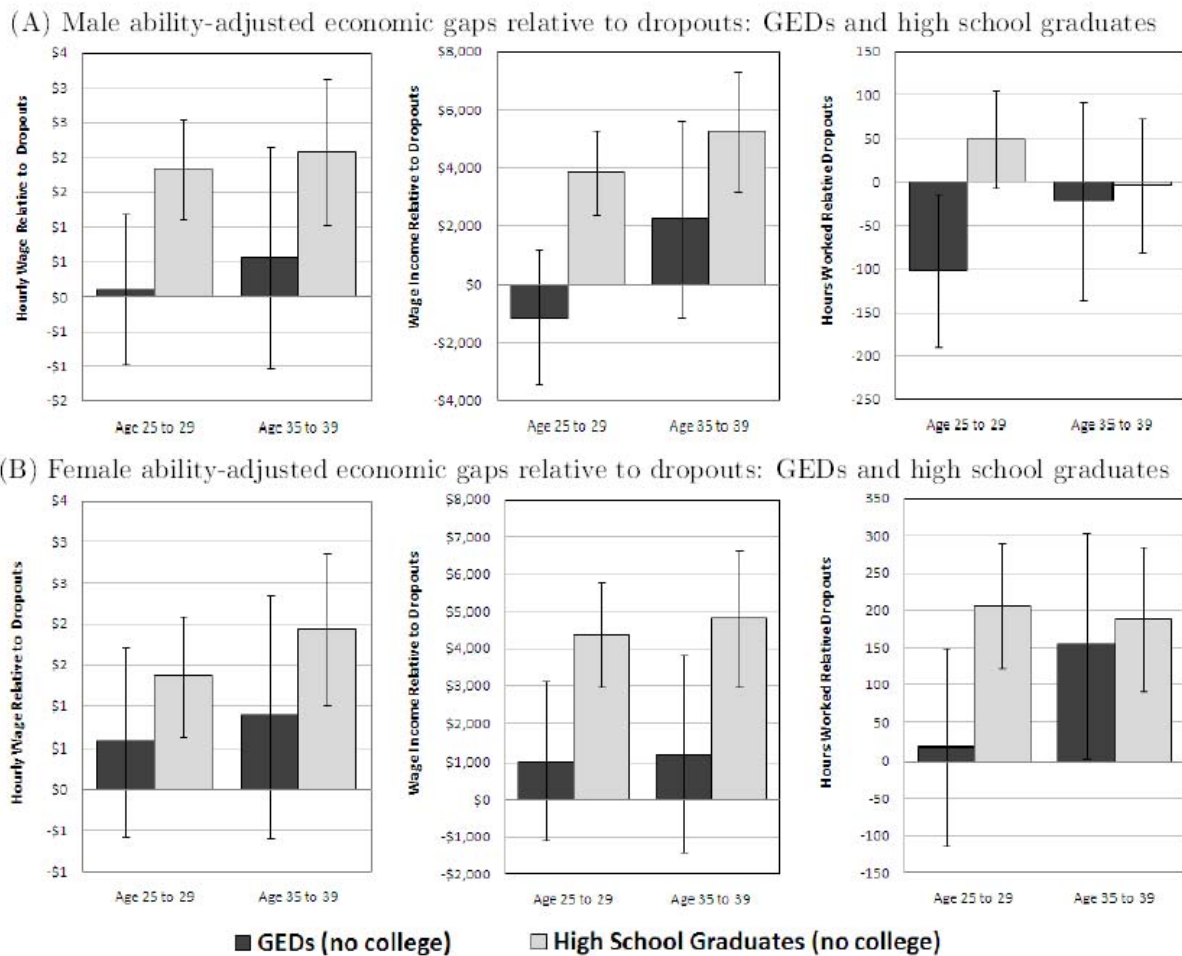 (A) Male ability-adjusted economic gaps relative to dropouts: GEDs and high school graduates
Hourly Wage Relative to Dropouts
$4
$3
$3
$2
$2
$1
$1
$0
-$1
-$1
-$2
Age 25 to 29
Age 35 to 39
Wage Income Relative to Dropouts
$8,000
$6,000
$4,000
$2,000
$0
-$2,000
-$4,000
Age 25 to 29
Age 35 to 39
Hours Worked Relative Dropouts
150
100
50
0
-50
-100
-150
-200
-250
Age 25 to 29
Age 35 to 39
(B) Female ability-adjusted economic gaps relative to dropouts: GEDs and high school graduates
Hourly Wage Relative to Dropouts
$4
$3
$3
$2
$2
$1
$1
$0
-$1
-$1
Age 25 to 29
Age 35 to 39
Wage Income Relative to Dropouts
$8,000
$7,000
$6,000
$5,000
$4,000
$3,000
$2,000
$1,000
$0
-$1,000
-$2,000
Age 25 to 29
Age 35 to 39
Hours Worked Relative Dropouts
350
300
250
200
150
100
50
0
-50
-100
-150
Age 25 to 29
Age 35 to 39
GEDs (no college)
High School Graduates (no college)